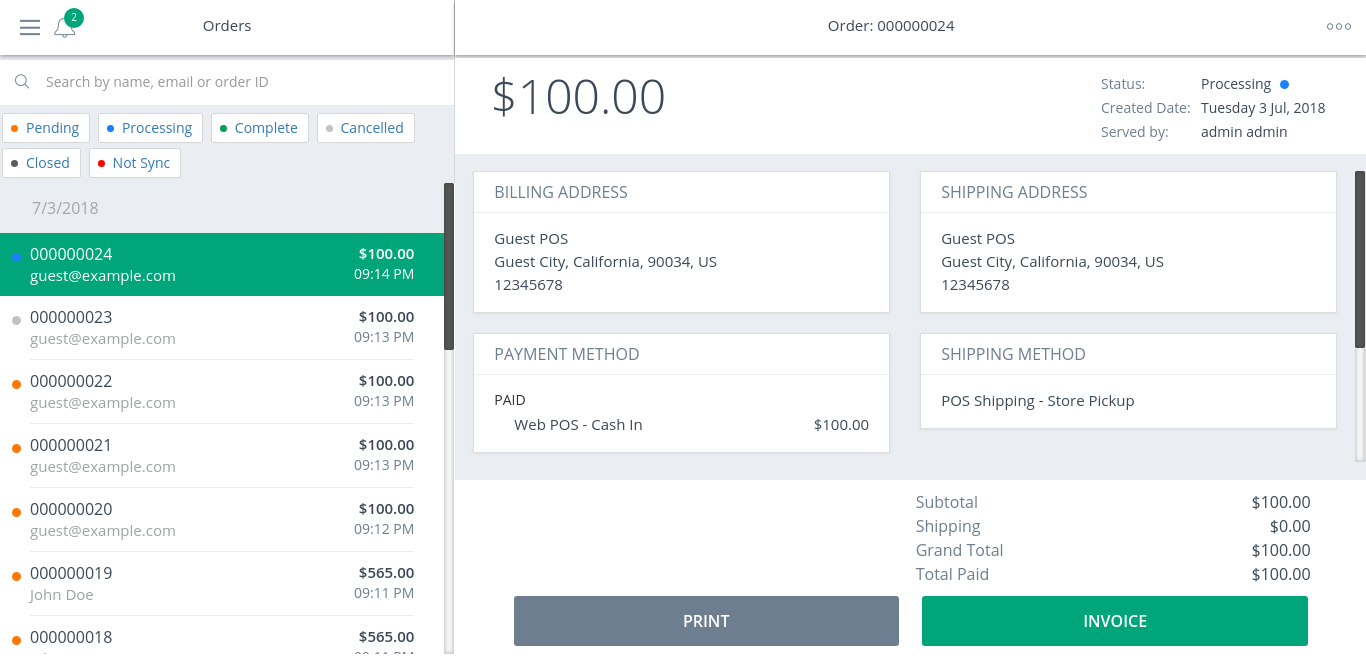 2
Orders
Search by name, email or order ID
Pending Processing Complete Cancelled
Closed Not Sync
7/3/2018
000000024 $100.00
guest@example.com 09:14 PM
000000023 $100.00
guest@example.com 09:13 PM
000000022 $100.00
guest@example.com 09:13 PM
000000021 $100.00
guest@example.com 09:13 PM
000000020 $100.00
guest@example.com 09:12 PM
000000019 $565.00
John Doe 09:11 PM
000000018 $565.00
Order: 000000024
$100.00
Status: Processing
Created Date: Tuesday 3 Jul, 2018
Served by: admin admin
BILLING ADDRESS
Guest POS
Guest City, California, 90034, US
12345678
SHIPPING ADDRESS
Guest POS
Guest City, California, 90034, US
12345678
PAYMENT METHOD
PAID
Web POS - Cash In $100.00
SHIPPING METHOD
POS Shipping - Store Pickup
Subtotal $100.00
Shipping $0.00
Grand Total $100.00
Total Paid $100.00
PRINT INVOICE